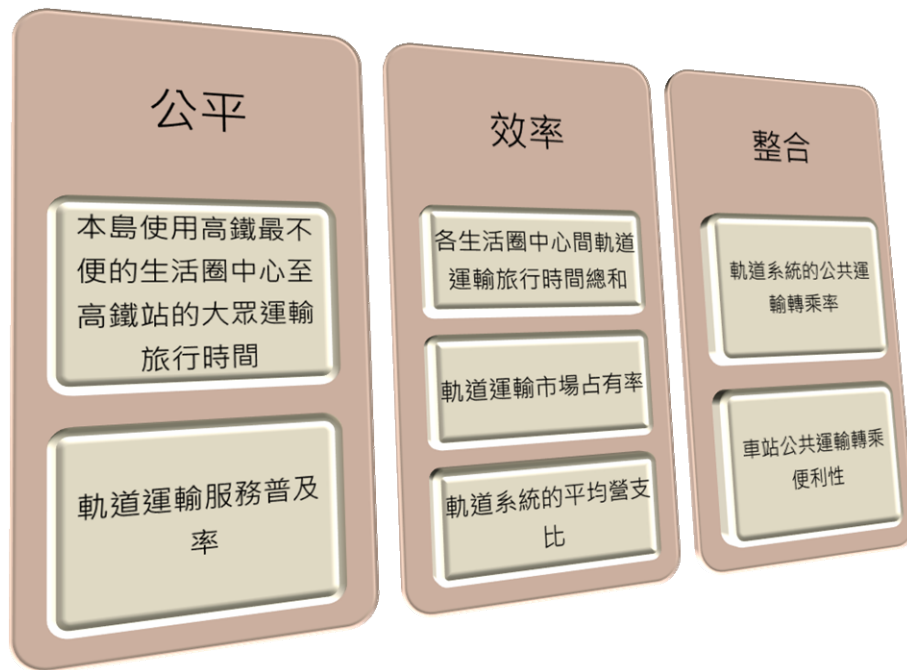 公平
本島使用高鐵最不
便的生活圈中心至
高鐵站的大眾運輸
旅行時間
軌道運輸服務普及
率
效率
各生活圈中心間軌道
運輸旅行時間總和
軌道運輸市場占有率
軌道系統的平均營支
比
整合
軌道系統的公共運
輸轉乘率
車站公共運輸轉乘
便利性